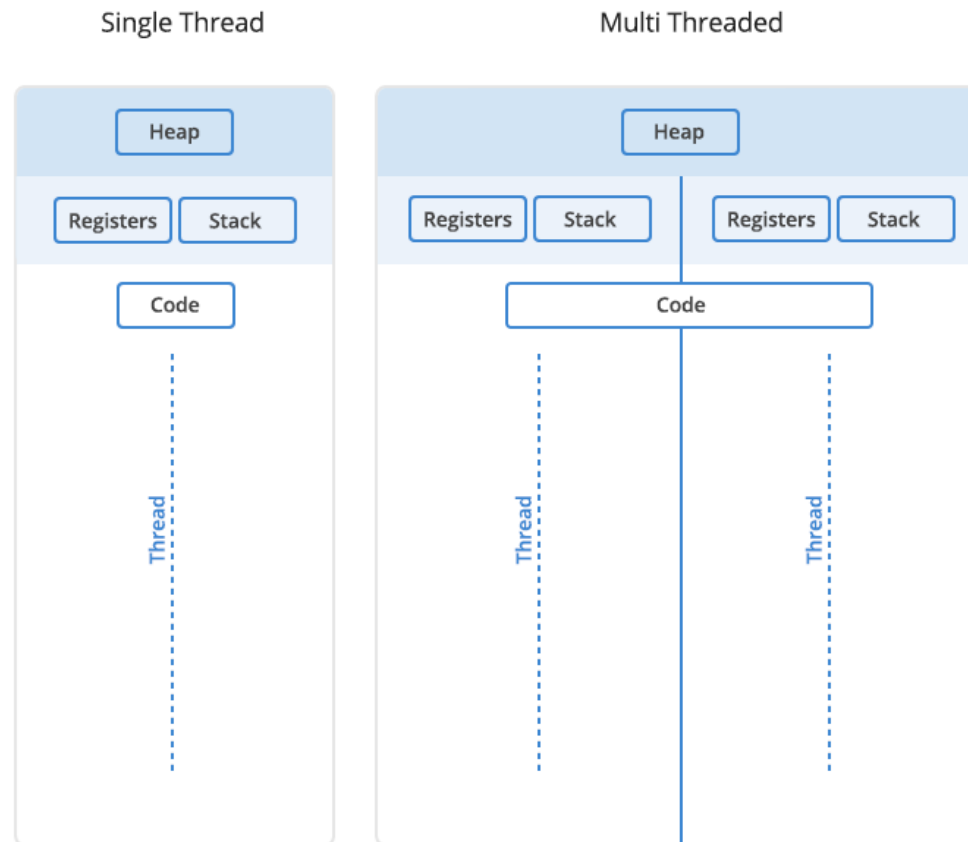 Single Thread
Multi Threaded
Heap
Heap
Registers
Stack
Registers
Stack
Registers
Stack
Code
Code
Thread
Thread
Thread